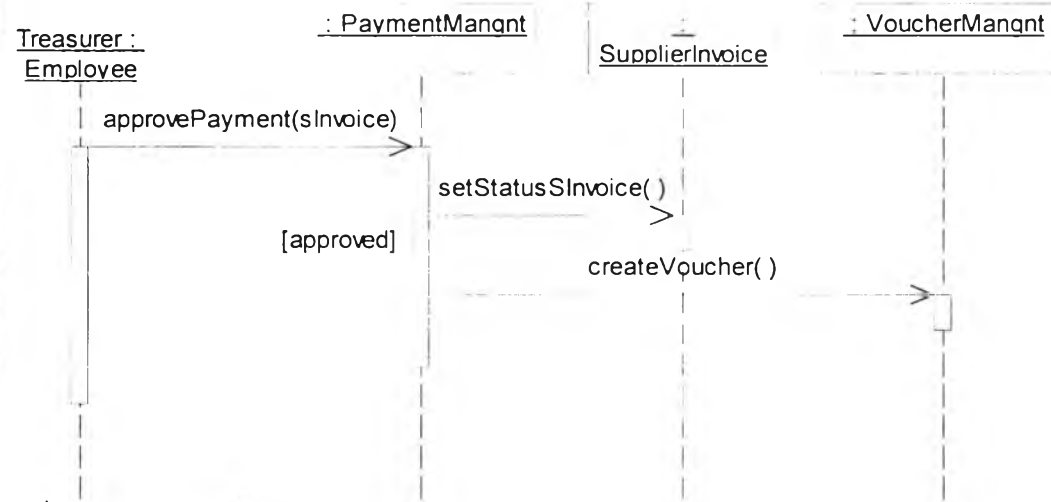 Treasurer :
Employee
: PaymentMangnt
:
SupplierInvoice
: VoucherMangnt
approvePayment(sInvoice)
setStatusSInvoice( )
[approved]
createVoucher( )